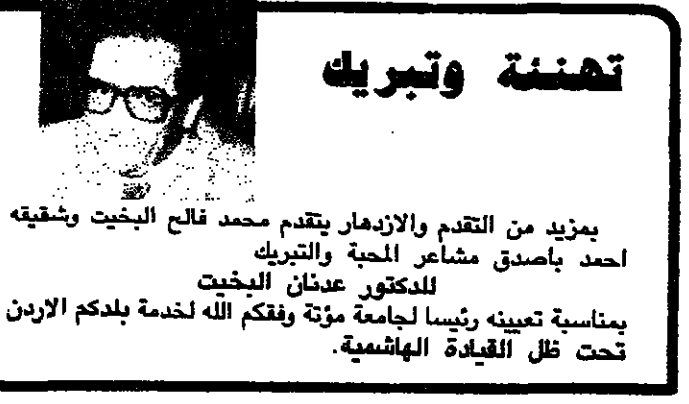 تهنئة وتبريك
بمزيد من التقدم والازدهار يتقدم محمد فالح البخيت وشقيقه
احمد باصدق مشاعر المحبة والتبريك
للدكتور عدنان البخيت
بمناسبة تعيينه رئيسا لجامعة مؤتة وفقكم الله لخدمة بلدكم الاردن
تحت ظل القيادة الهاشمية.